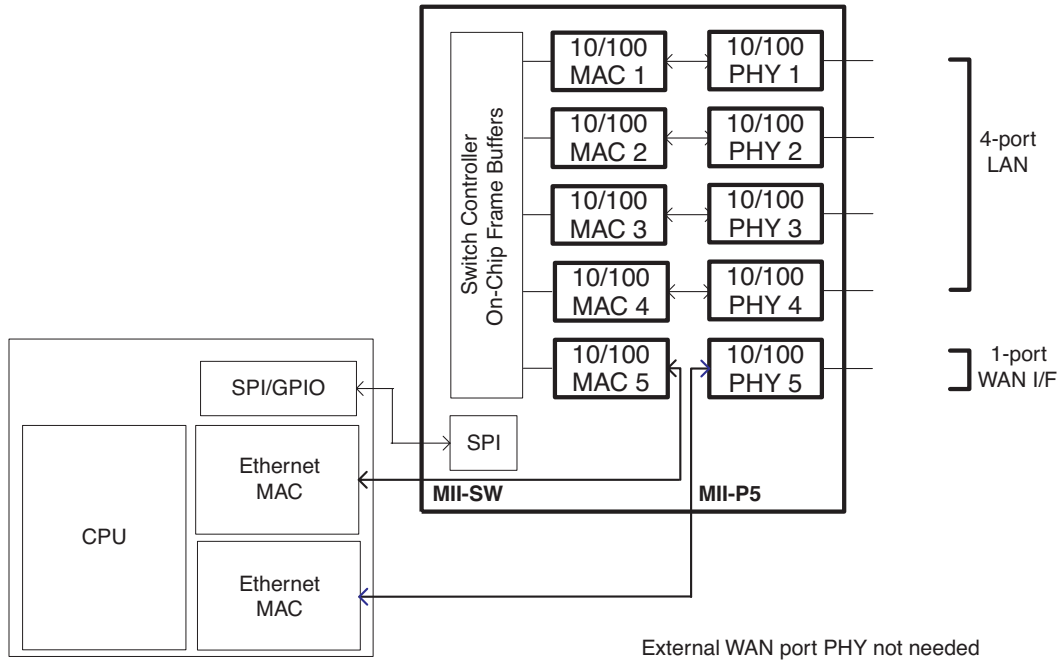 10/100
MAC 1
10/100
PHY 1
10/100
MAC 2
10/100
PHY 2
10/100
MAC 3
10/100
PHY 3
10/100
MAC 4
10/100
PHY 4
10/100
MAC 5
10/100
PHY 5
Switch Controller
On-Chip Frame Buffers
4-port
LAN
1-port
WAN I/F
SPI/GPIO
SPI
Ethernet
MAC
MII-SW
MII-P5
CPU
Ethernet
MAC
External WAN port PHY not needed